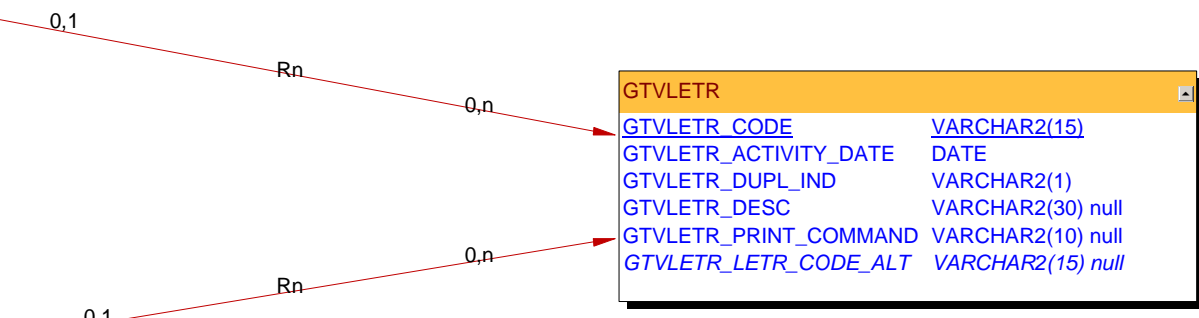 0,1
Rn
0,n
GTVLETR
GTVLETR_CODE VARCHAR2(15)
GTVLETR_ACTIVITY_DATE DATE
GTVLETR_DUPL_IND VARCHAR2(1)
GTVLETR_DESC VARCHAR2(30) null
GTVLETR_PRINT_COMMAND VARCHAR2(10) null
GTVLETR_LETR_CODE_ALT VARCHAR2(15) null
0,n
Rn
0,1